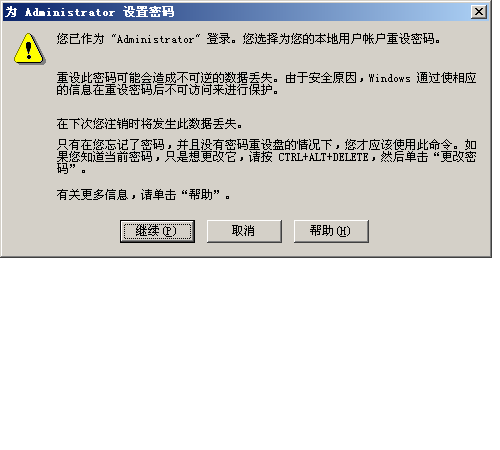 为 Administrator 设置密码
您已作为“Administrator”登录。您选择为您的本地用户帐户重设密码。
重设此密码可能会造成不可逆的数据丢失。由于安全原因，Windows 通过使相应
的信息在重设密码后不可访问来进行保护。
在下次您注销时将发生此数据丢失。
只有在您忘记了密码，并且没有密码重设盘的情况下，您才应该使用此命令。如
果您知道当前密码，只是想更改它，请按 CTRL+ALT+DELETE，然后单击“更改密
码”。
有关更多信息，请单击“帮助”。
继续(P) 取消 帮助(H)